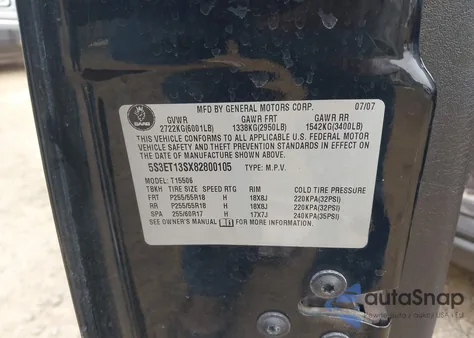 MFD BY GENERAL MOTORS CORP. 07/07
SAAB
GVWR GAWR FRT GAWR RR
2722KG(6001LB) 1338KG(2950LB) 1542KG(3400LB)
THIS VEHICLE CONFORMS TO ALL APPLICABLE U.S. FEDERAL MOTOR
VEHICLE SAFETY AND THEFT PREVENTION STANDARDS IN EFFECT ON THE
DATE OF MANUFACTURE SHOWN ABOVE.
5S3ET13SX82800105 TYPE: M.P.V.
MODEL: T15506
TBKH TIRE SIZE SPEED RTG RIM COLD TIRE PRESSURE
FRT P255/55R18 H 18X8J 220KPA(32PSI)
RR P255/55R18 H 18X8J 220KPA(32PSI)
SPA 255/60R17 H 17X7J 240KPA(35PSI)
SEE OWNER'S MANUAL FOR MORE INFORMATION.
autaSnap